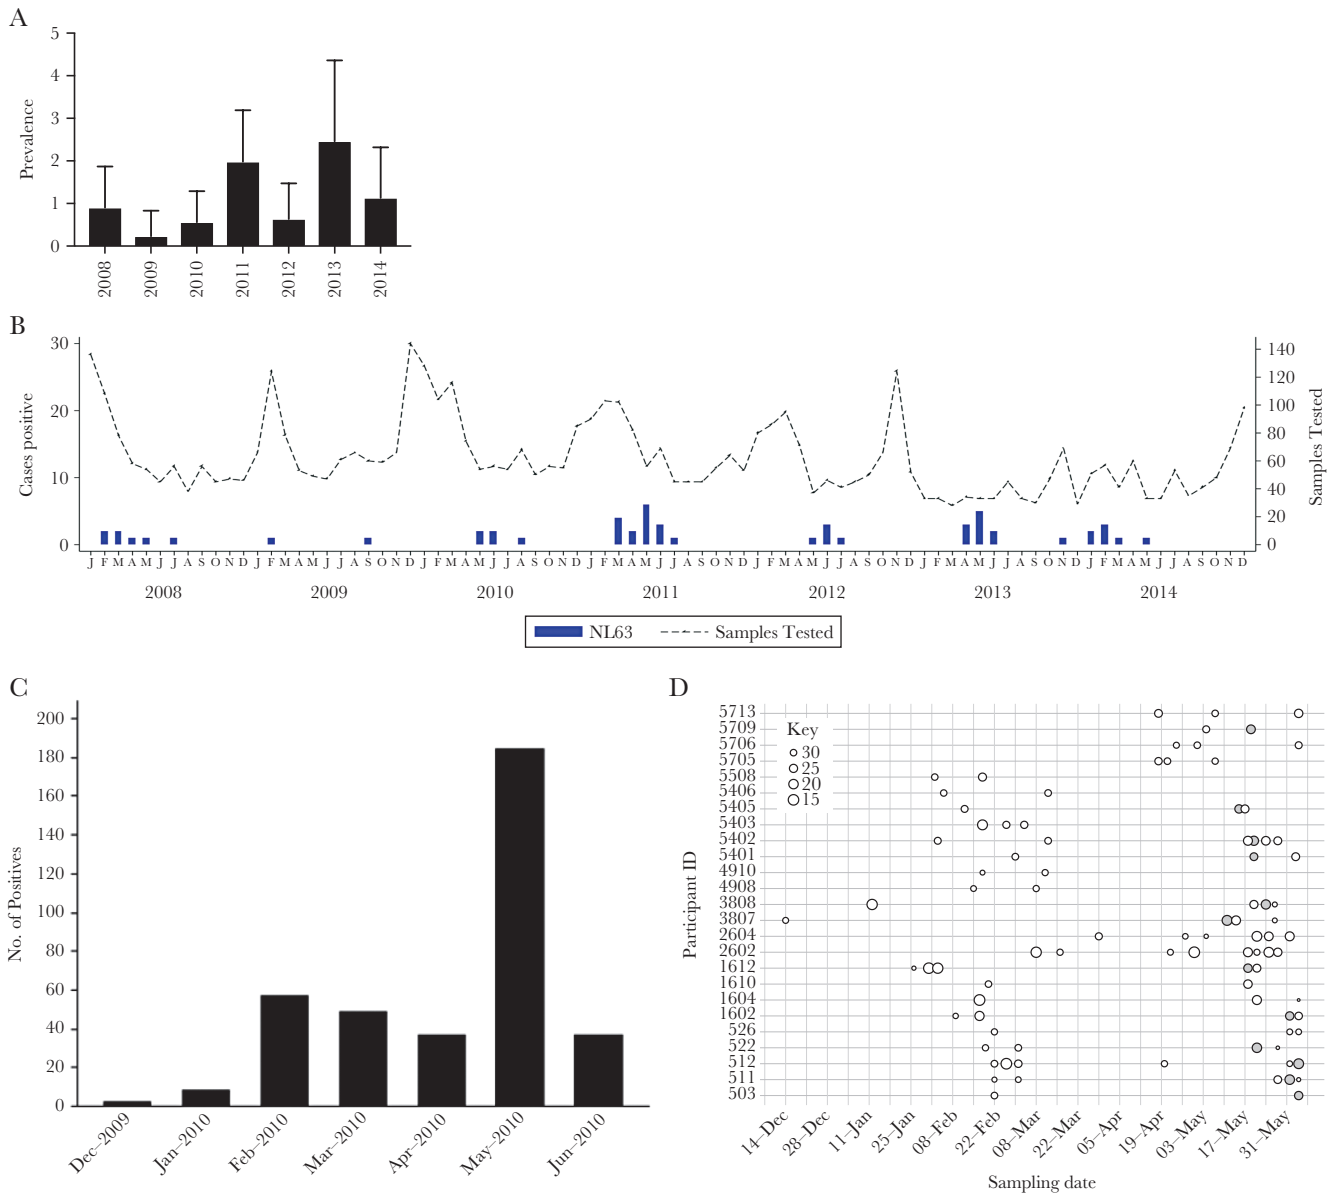 A
Prevalence
5
4
3
2
1
0
2008
2009
2010
2011
2012
2013
2014
B
Cases positive
30
20
10
0
Samples Tested
140
120
100
80
60
40
20
0
J F M A M J J A S O N D J F M A M J J A S O N D J F M A M J J A S O N D J F M A M J J A S O N D J F M A M J J A S O N D J F M A M J J A S O N D J F M A M J J A S O N D
2008 2009 2010 2011 2012 2013 2014
NL63 Samples Tested
C
No. of Positives
200
180
160
140
120
100
80
60
40
20
0
Dec–2009
Jan–2010
Feb–2010
Mar–2010
Apr–2010
May–2010
Jun–2010
D
Participant ID
5713
5709
5706
5705
5508
5406
5405
5403
5402
5401
4910
4908
3808
3807
2604
2602
1612
1610
1604
1602
526
522
512
511
503
Key
30
25
20
15
14–Dec
28–Dec
11–Jan
25–Jan
08–Feb
22–Feb
08–Mar
22–Mar
05–Apr
19–Apr
03–May
17–May
31–May
Sampling date